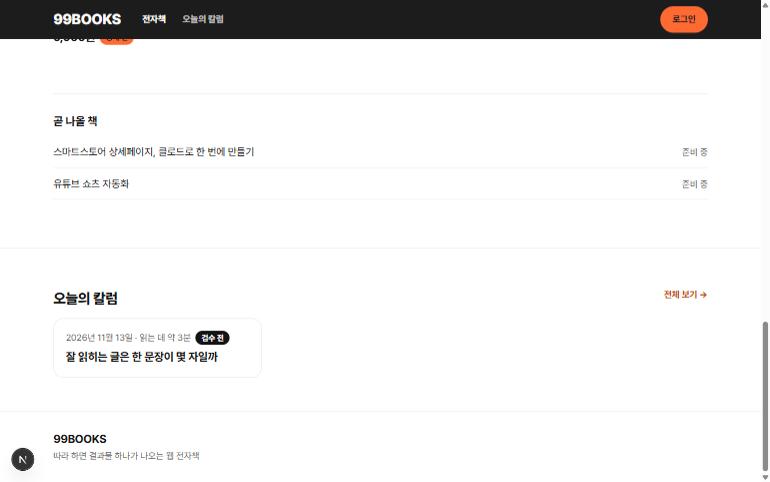 99BOOKS 전자책 오늘의 칼럼 로그인
곧 나올 책
스마트스토어 상세페이지, 클로드로 한 번에 만들기 준비 중
유튜브 쇼츠 자동화 준비 중
오늘의 칼럼 전체 보기 →
2026년 11월 13일 · 읽는 데 약 3분 검수 전
잘 읽히는 글은 한 문장이 몇 자일까
99BOOKS
따라 하면 결과물 하나가 나오는 웹 전자책
N